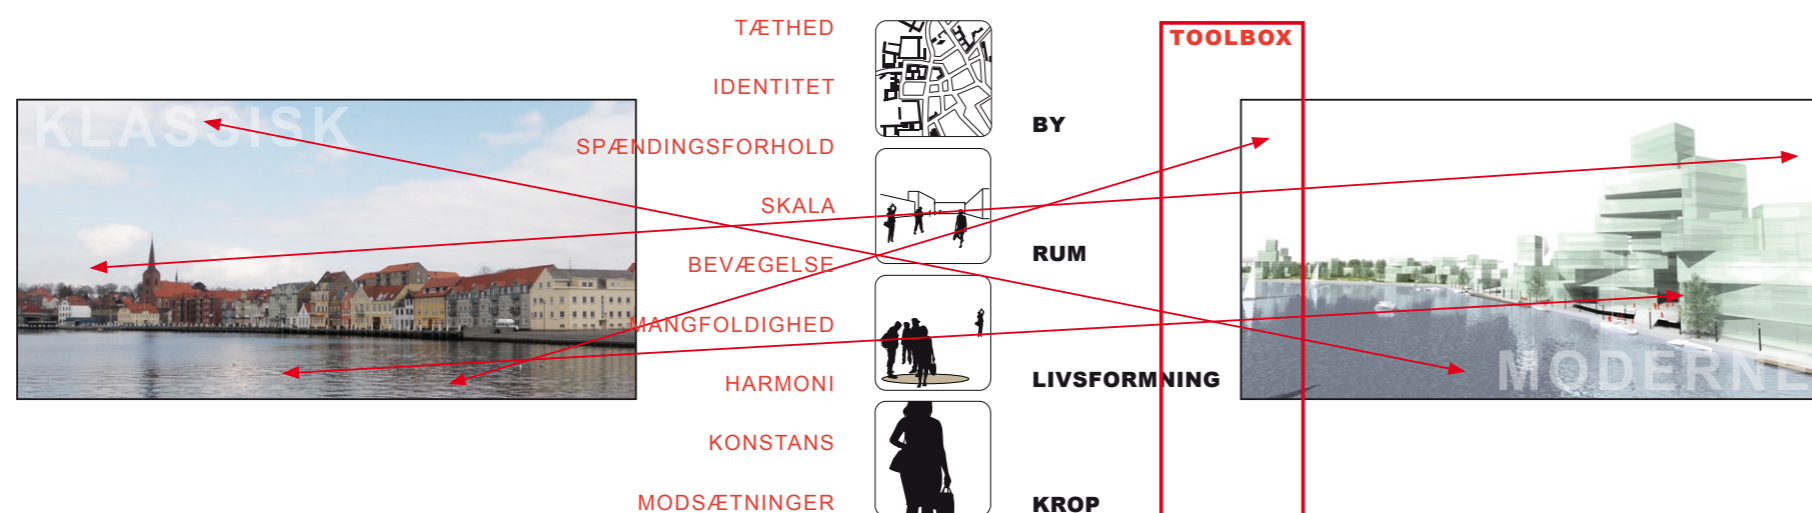 KLASSISK
TÆTHED
IDENTITET
SPÆNDINGSFORHOLD
SKALA
BEVÆGELSE
MANGFOLDIGHED
HARMONI
KONSTANS
MODSÆTNINGER
BY
RUM
LIVSFORMNING
KROP
TOOLBOX
MODERNE